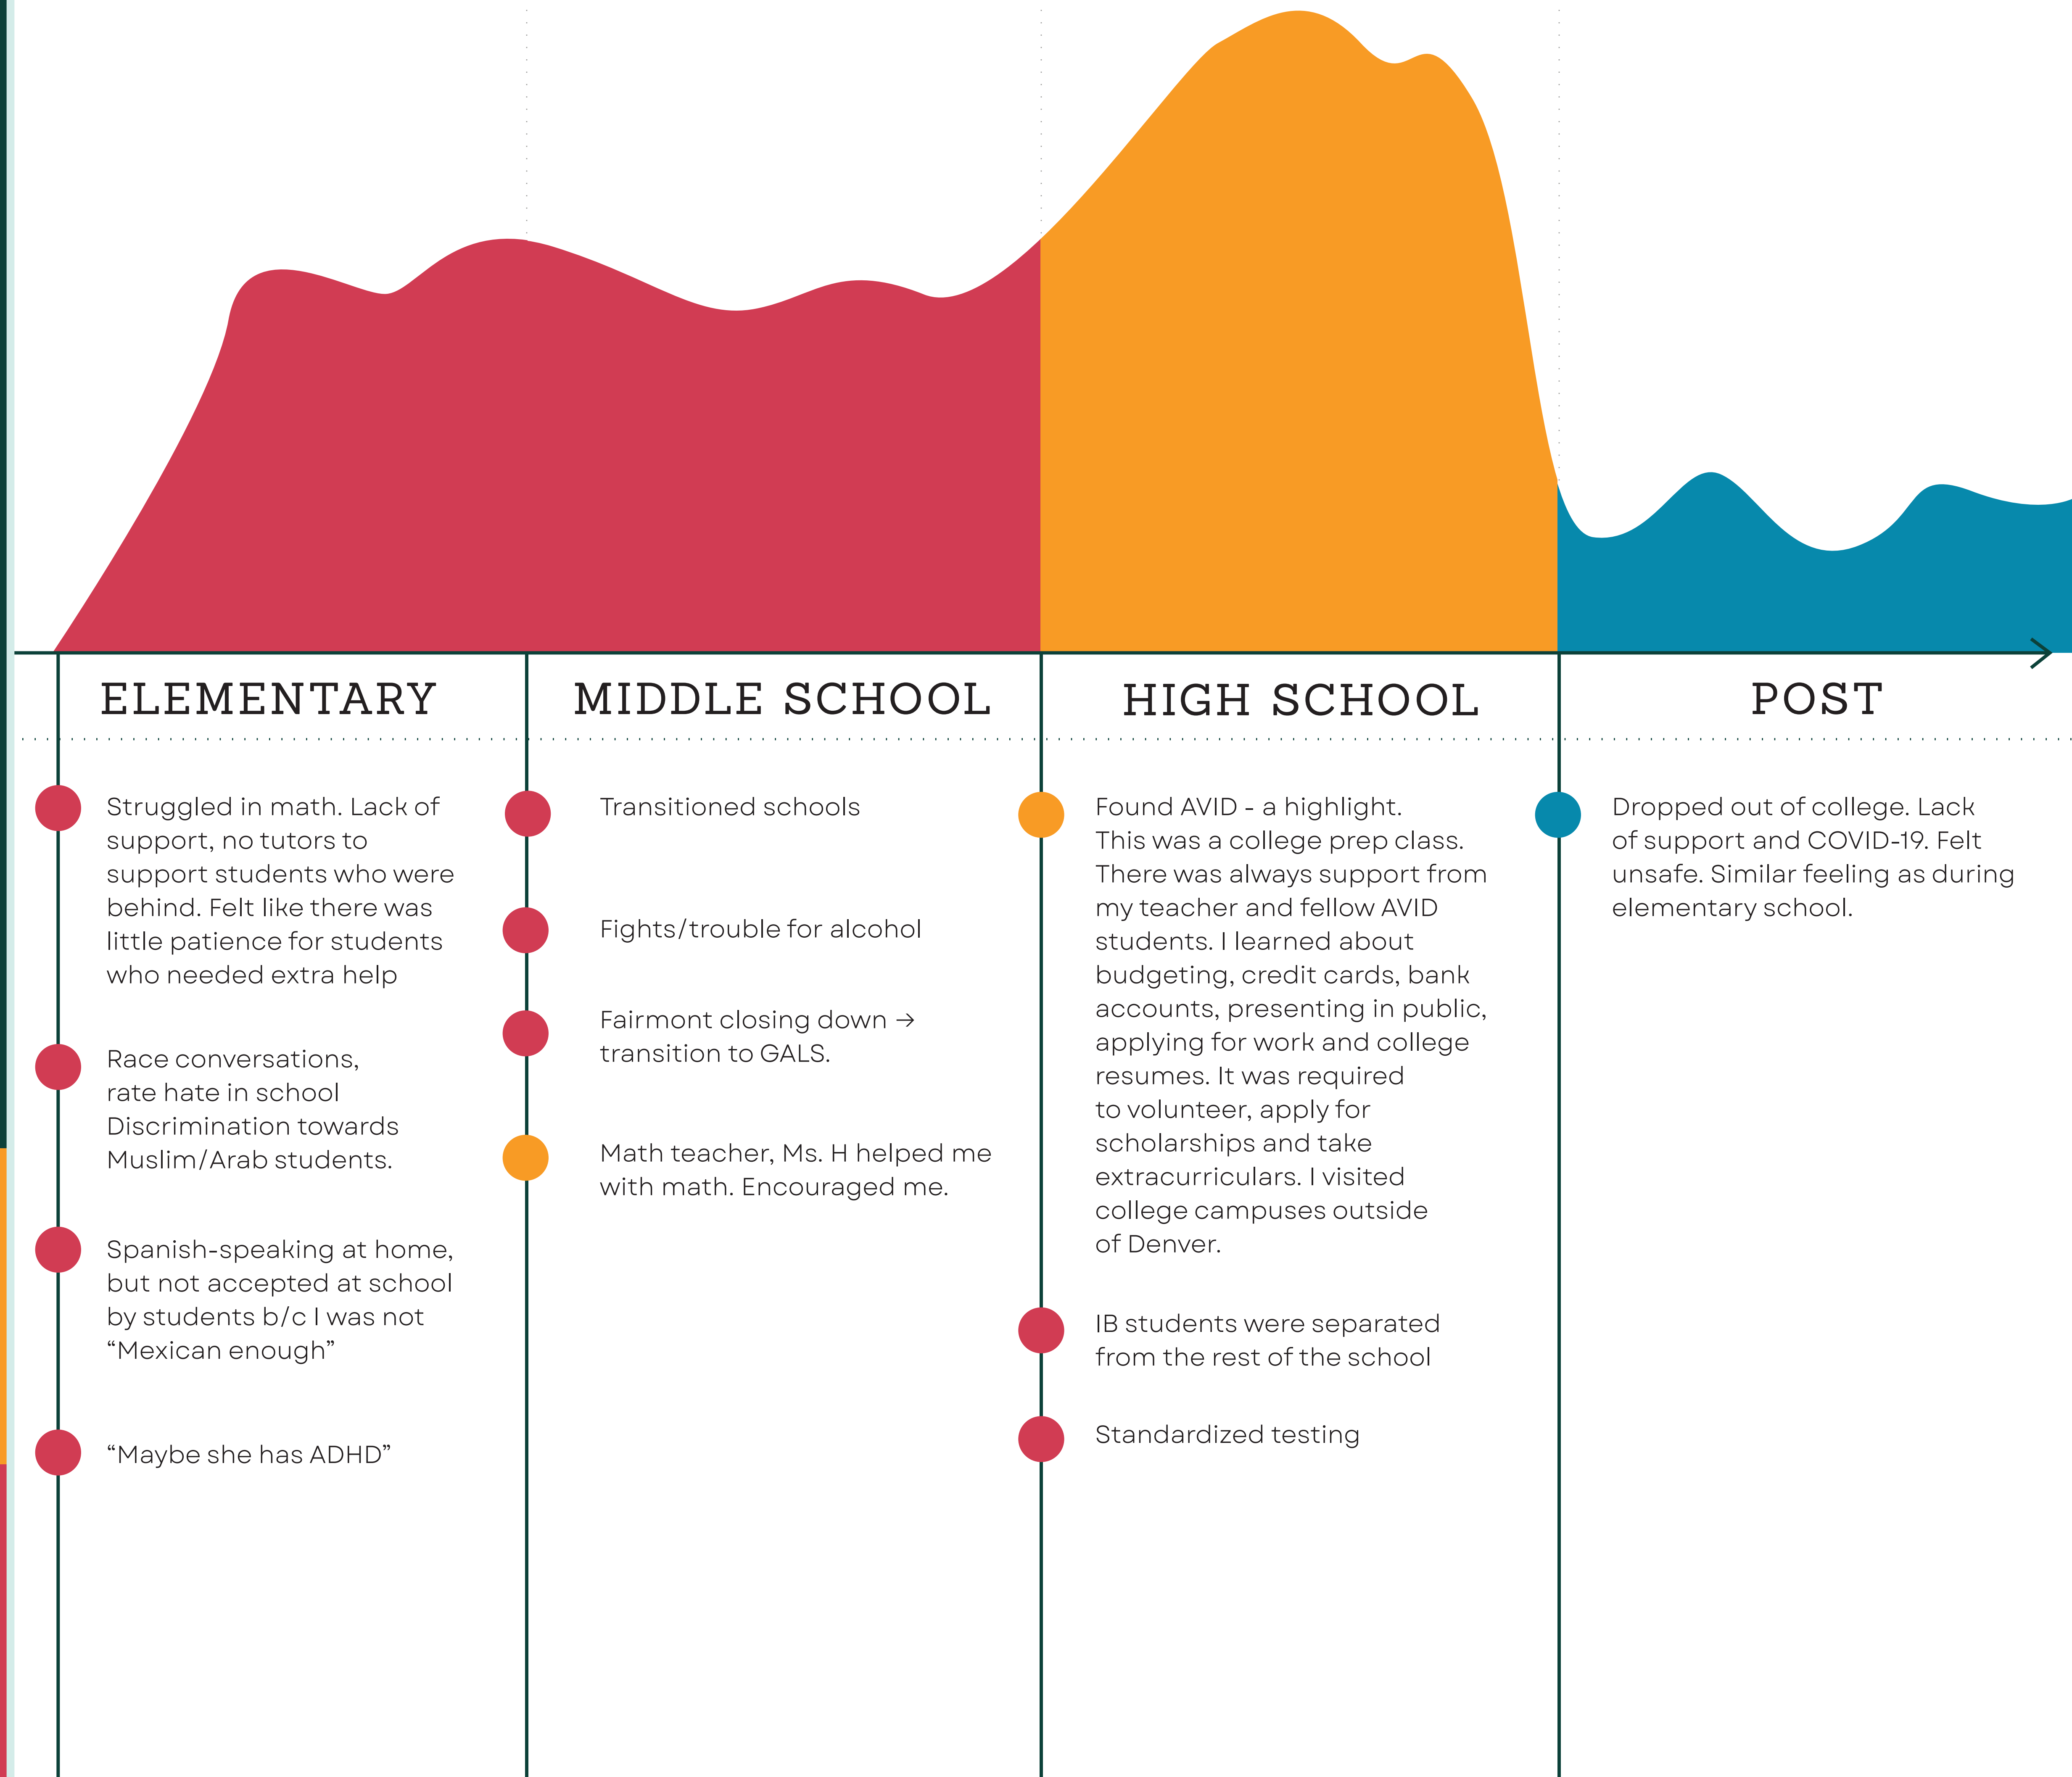 ELEMENTARY
Struggled in math. Lack of
support, no tutors to
support students who were
behind. Felt like there was
little patience for students
who needed extra help
Race conversations,
rate hate in school
Discrimination towards
Muslim/Arab students.
Spanish-speaking at home,
but not accepted at school
by students b/c I was not
“Mexican enough”
“Maybe she has ADHD”
MIDDLE SCHOOL
Transitioned schools
Fights/trouble for alcohol
Fairmont closing down →
transition to GALS.
Math teacher, Ms. H helped me
with math. Encouraged me.
HIGH SCHOOL
Found AVID - a highlight.
This was a college prep class.
There was always support from
my teacher and fellow AVID
students. I learned about
budgeting, credit cards, bank
accounts, presenting in public,
applying for work and college
resumes. It was required
to volunteer, apply for
scholarships and take
extracurriculars. I visited
college campuses outside
of Denver.
IB students were separated
from the rest of the school
Standardized testing
POST
Dropped out of college. Lack
of support and COVID-19. Felt
unsafe. Similar feeling as during
elementary school.